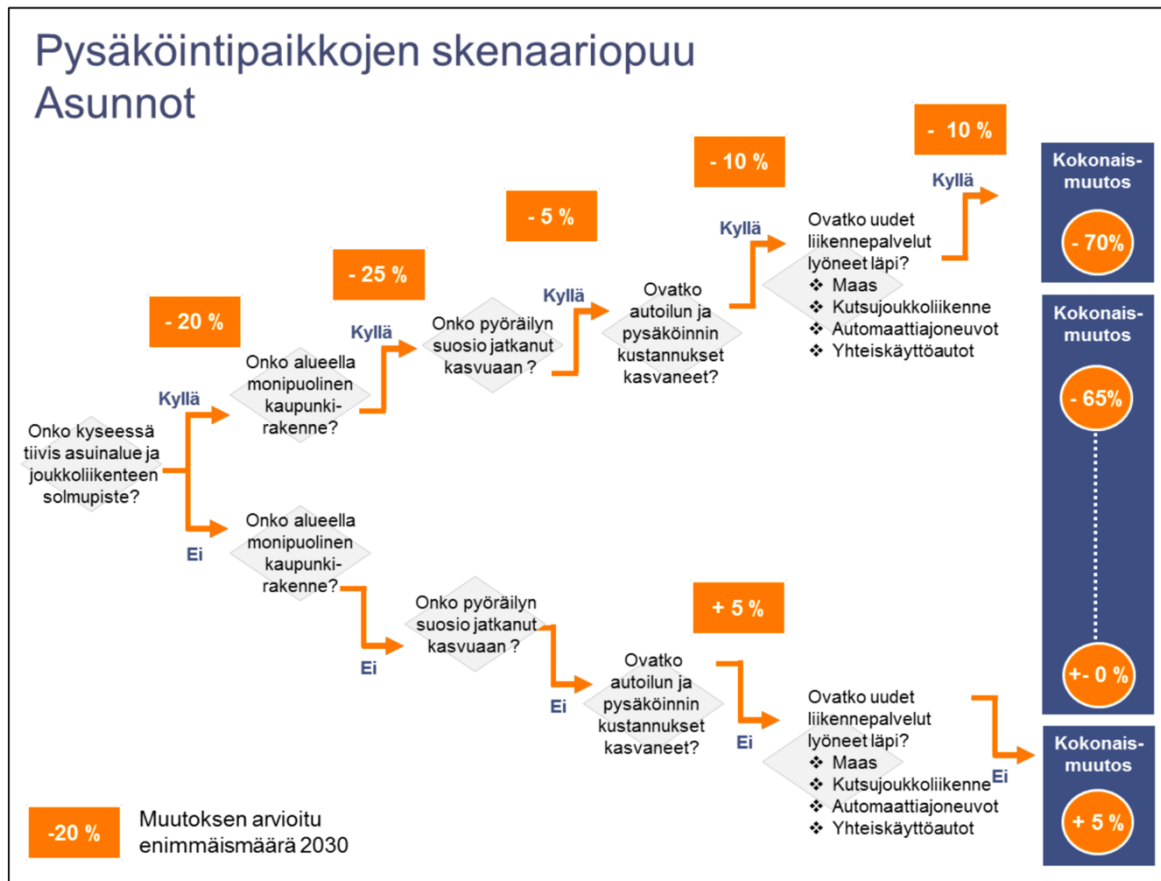 Pysäköintipaikkojen skenaariopuu
Asunnot
- 20 %
- 25 %
- 5 %
- 10 %
- 10 %
Onko kyseessä
tiivis asuinalue ja
joukkoliikenteen
solmupiste?
Kyllä
Onko alueella
monipuolinen
kaupunki-
rakenne?
Kyllä
Onko pyöräilyn
suosio jatkanut
kasvuaan ?
Kyllä
Ovatko
autoilun ja
pysäköinnin
kustannukset
kasvaneet?
Kyllä
Ovatko uudet
liikennepalvelut
lyöneet läpi?
❖ Maas
❖ Kutsujoukkoliikenne
❖ Automaattiajoneuvot
❖ Yhteiskäyttöautot
Kyllä
Kokonais-
muutos
- 70%
Kokonais-
muutos
- 65%
+- 0 %
Ei
Onko alueella
monipuolinen
kaupunki-
rakenne?
Ei
Onko pyöräilyn
suosio jatkanut
kasvuaan ?
Ei
Ovatko
autoilun ja
pysäköinnin
kustannukset
kasvaneet?
+ 5 %
Ei
Ovatko uudet
liikennepalvelut
lyöneet läpi?
❖ Maas
❖ Kutsujoukkoliikenne
❖ Automaattiajoneuvot
❖ Yhteiskäyttöautot
Ei
Kokonais-
muutos
+ 5 %
-20 %
Muutoksen arvioitu
enimmäismäärä 2030